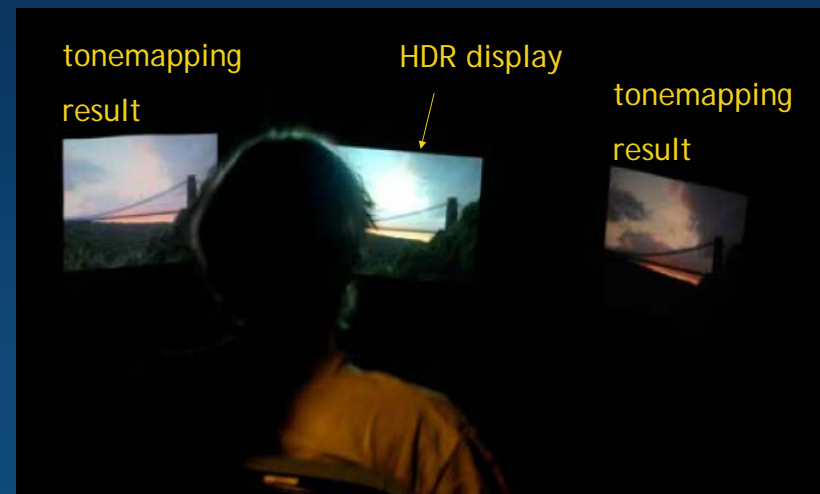 tonemapping
result
HDR display
tonemapping
result